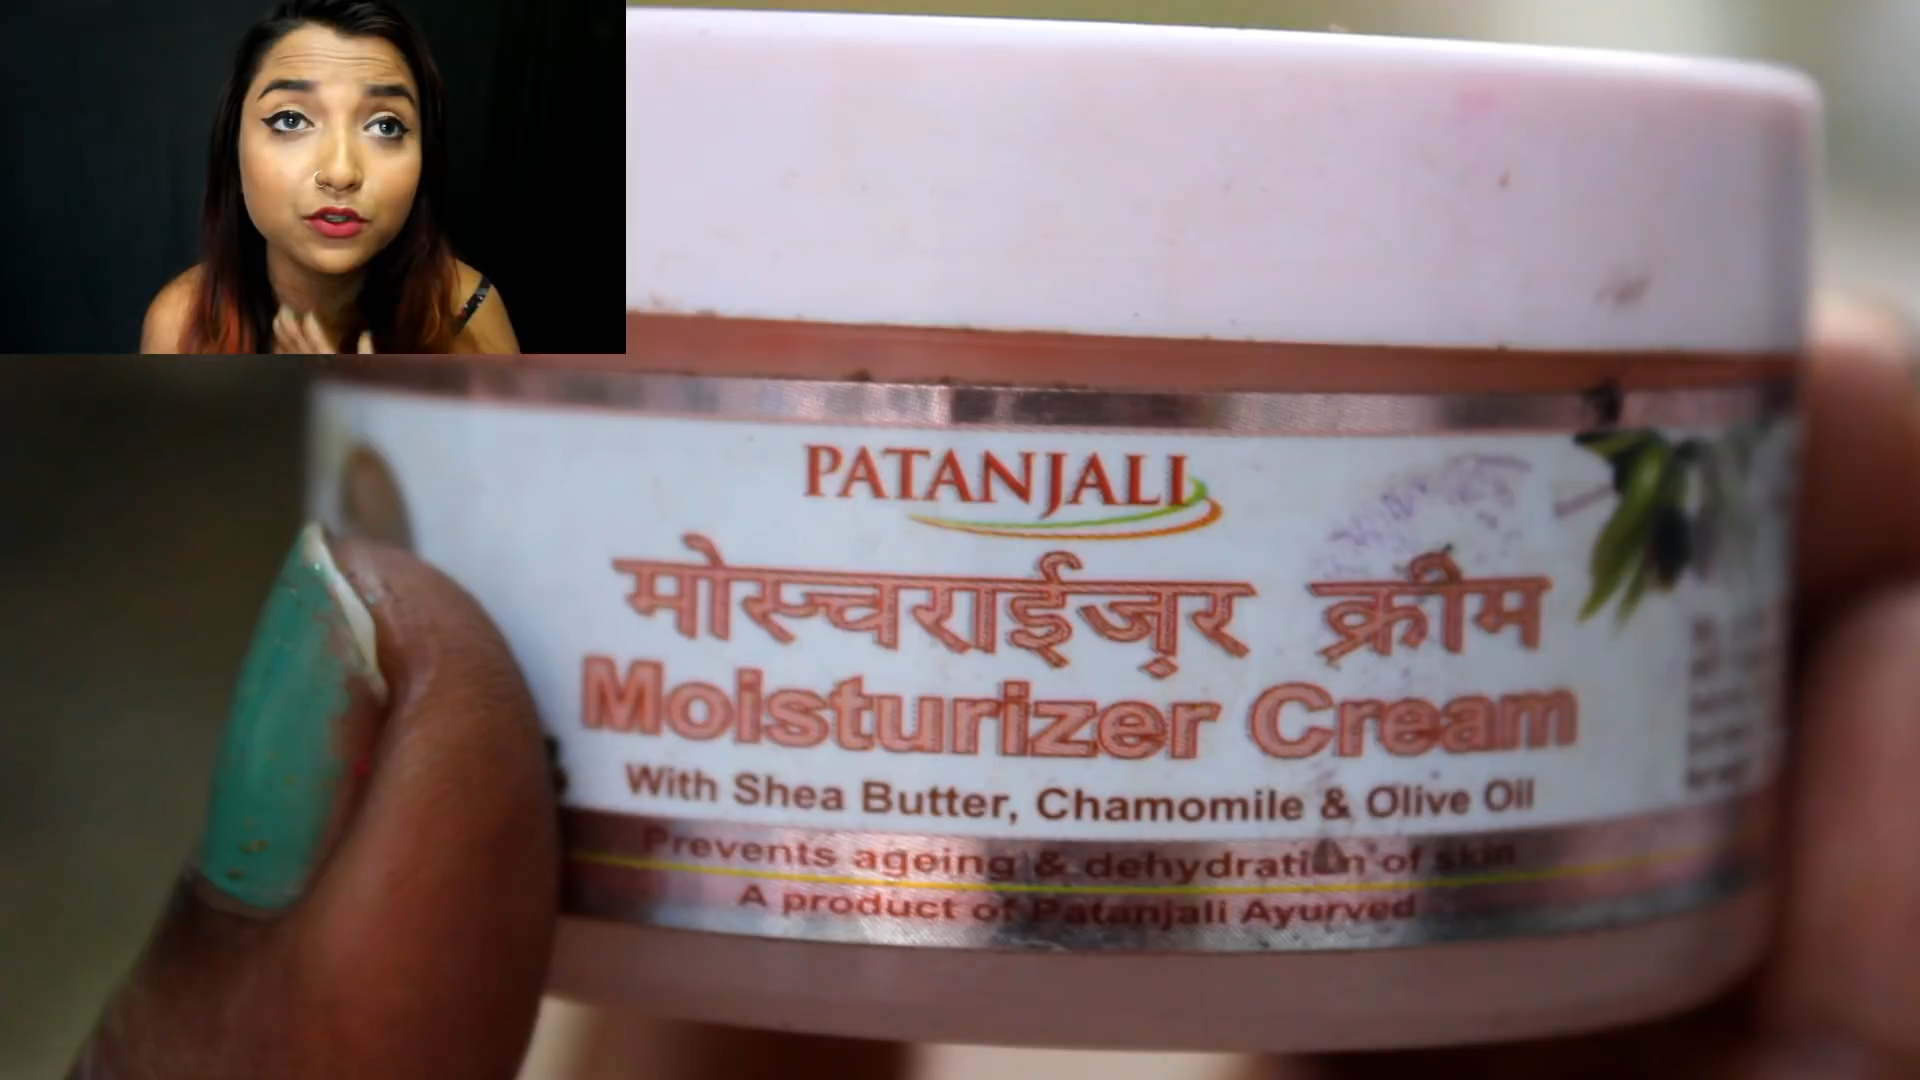 PATANJALI
मोस्चराईज़र क्रीम
Moisturizer Cream
With Shea Butter, Chamomile & Olive Oil
Prevents ageing & dehydration of skin
A product of Patanjali Ayurved